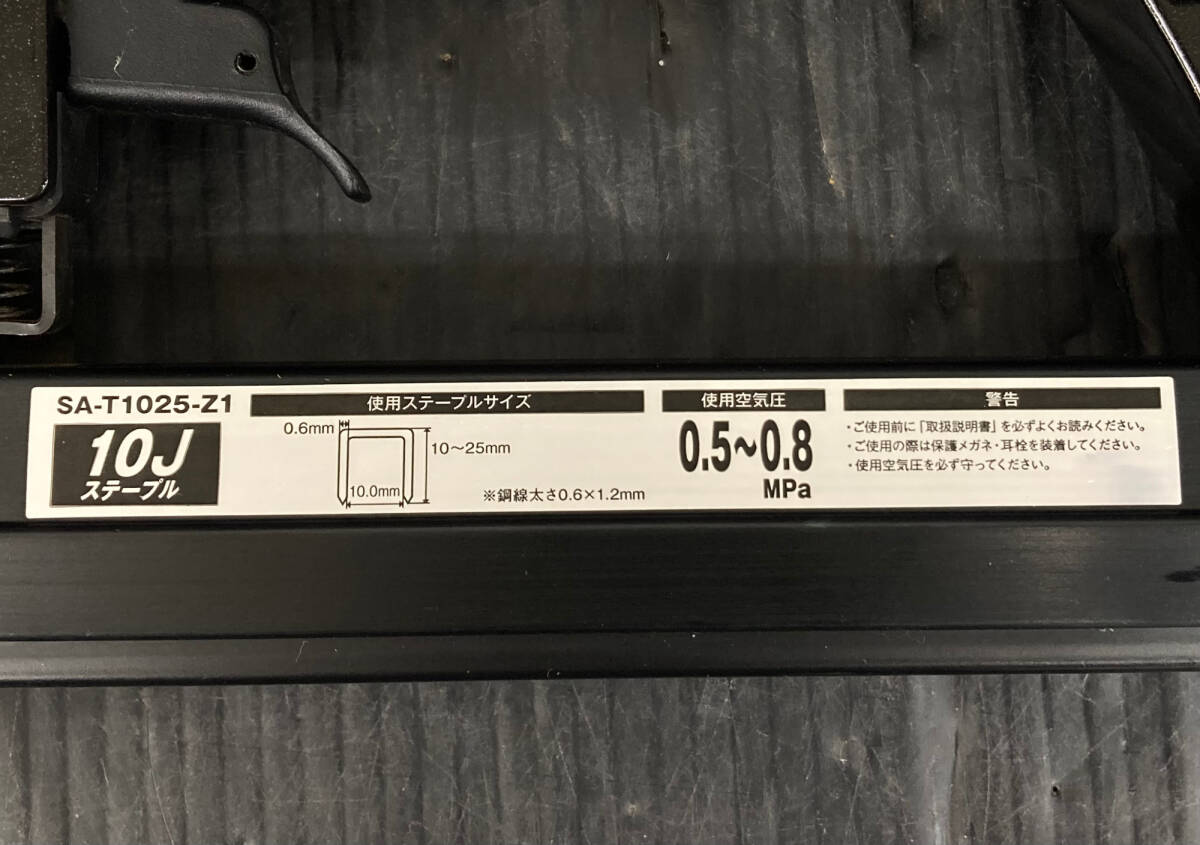 SA-T1025-Z1
10J
ステープル
使用ステープルサイズ
0.6mm
10〜25mm
10.0mm
※鋼線太さ0.6×1.2mm
使用空気圧
0.5〜0.8
MPa
警告
・ご使用前に「取扱説明書」を必ずよくお読みください。
・ご使用の際は保護メガネ・耳栓を装着してください。
・使用空気圧を必ず守ってください。